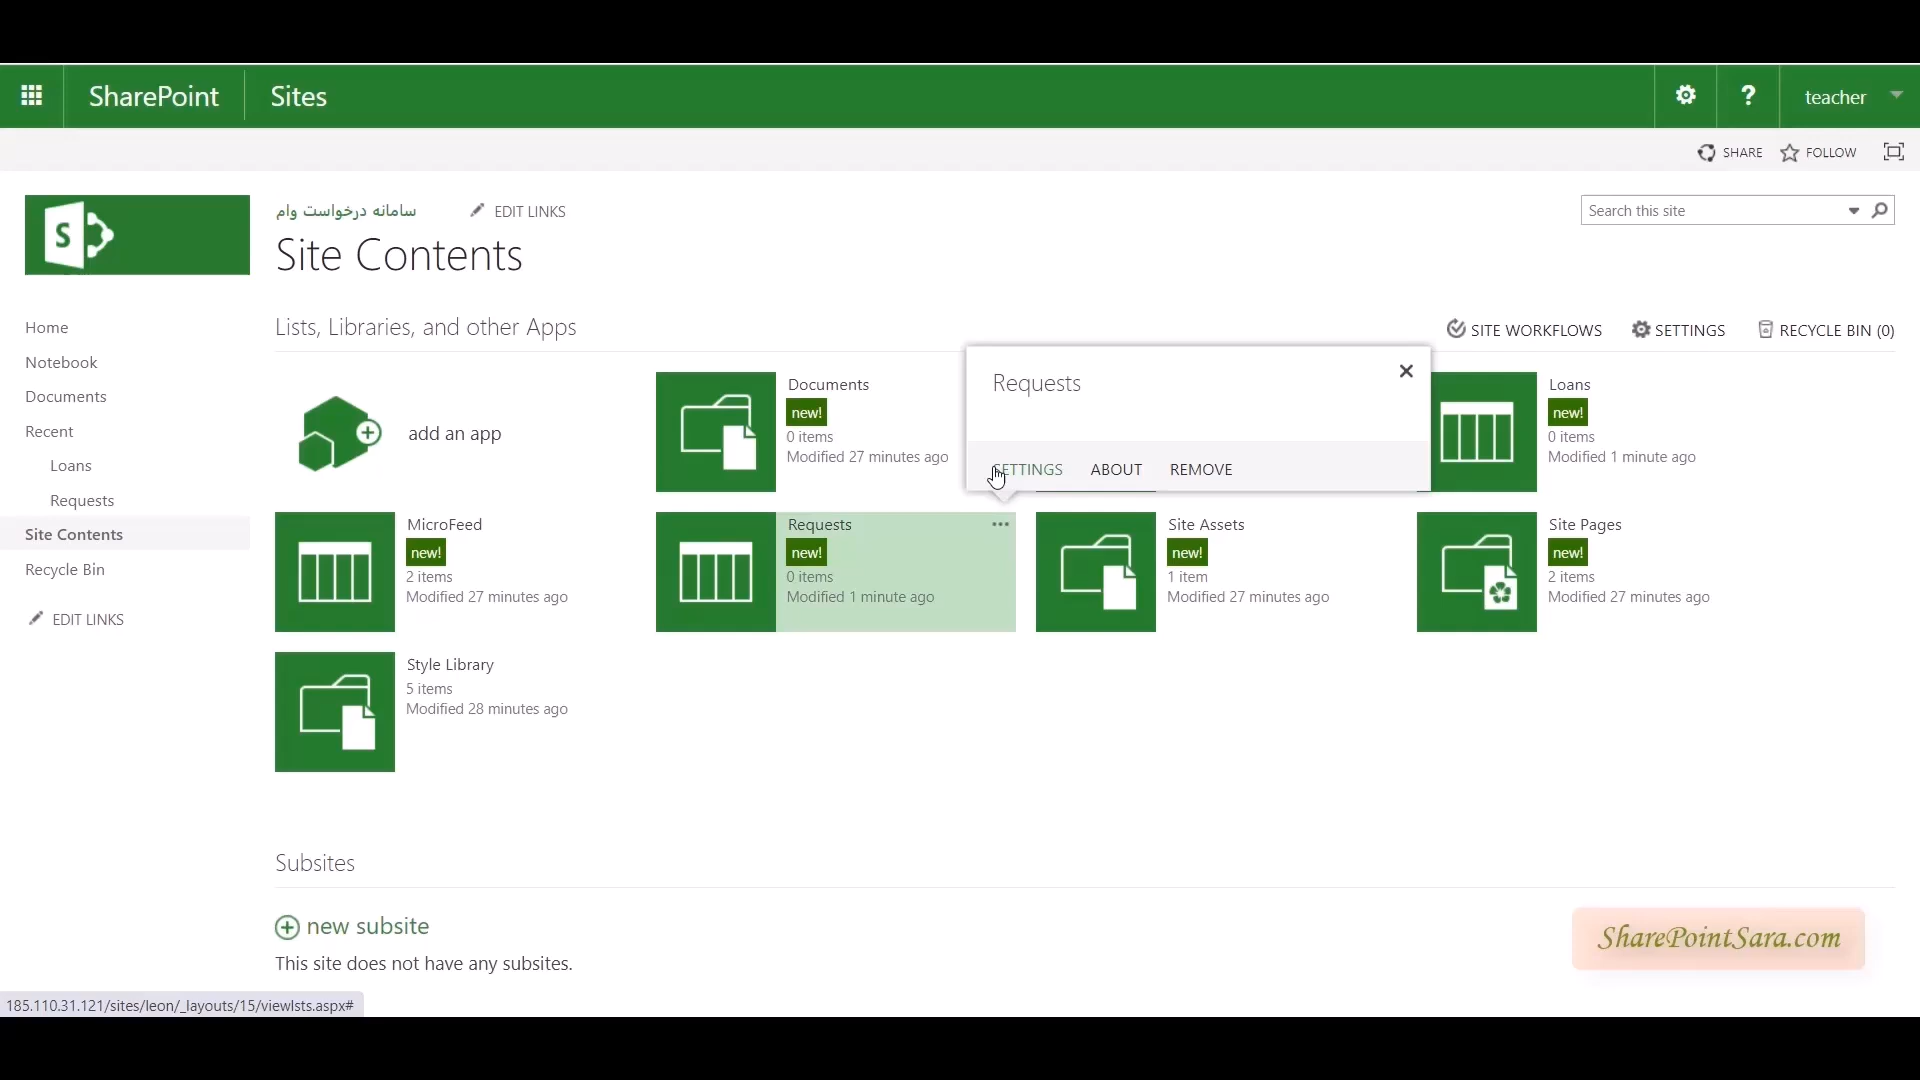 SharePoint
Sites
?
teacher
SHARE
FOLLOW
S
سامانه درخواست وام
EDIT LINKS
Search this site
Site Contents
Home
Notebook
Documents
Recent
Loans
Requests
Site Contents
Recycle Bin
EDIT LINKS
Lists, Libraries, and other Apps
SITE WORKFLOWS
SETTINGS
RECYCLE BIN (0)
add an app
Documents
new!
0 items
Modified 27 minutes ago
Requests
SETTINGS
ABOUT
REMOVE
Loans
new!
0 items
Modified 1 minute ago
MicroFeed
new!
2 items
Modified 27 minutes ago
Requests
new!
0 items
Modified 1 minute ago
Site Assets
new!
1 item
Modified 27 minutes ago
Site Pages
new!
2 items
Modified 27 minutes ago
Style Library
5 items
Modified 28 minutes ago
Subsites
new subsite
This site does not have any subsites.
SharePointSara.com
185.110.31.121/sites/leon/_layouts/15/viewlsts.aspx#